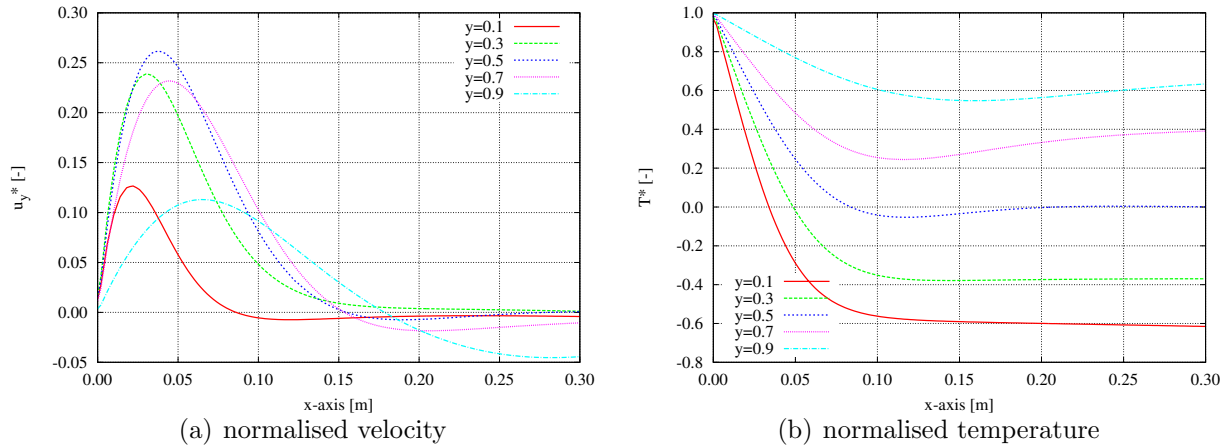 0.30
0.25
0.20
0.15
0.10
0.05
0.00
-0.05
u_y* [-]
y=0.1
y=0.3
y=0.5
y=0.7
y=0.9
0.00 0.05 0.10 0.15 0.20 0.25 0.30
x-axis [m]
(a) normalised velocity
1.0
0.8
0.6
0.4
0.2
0.0
-0.2
-0.4
-0.6
-0.8
T* [-]
y=0.1
y=0.3
y=0.5
y=0.7
y=0.9
0.00 0.05 0.10 0.15 0.20 0.25 0.30
x-axis [m]
(b) normalised temperature